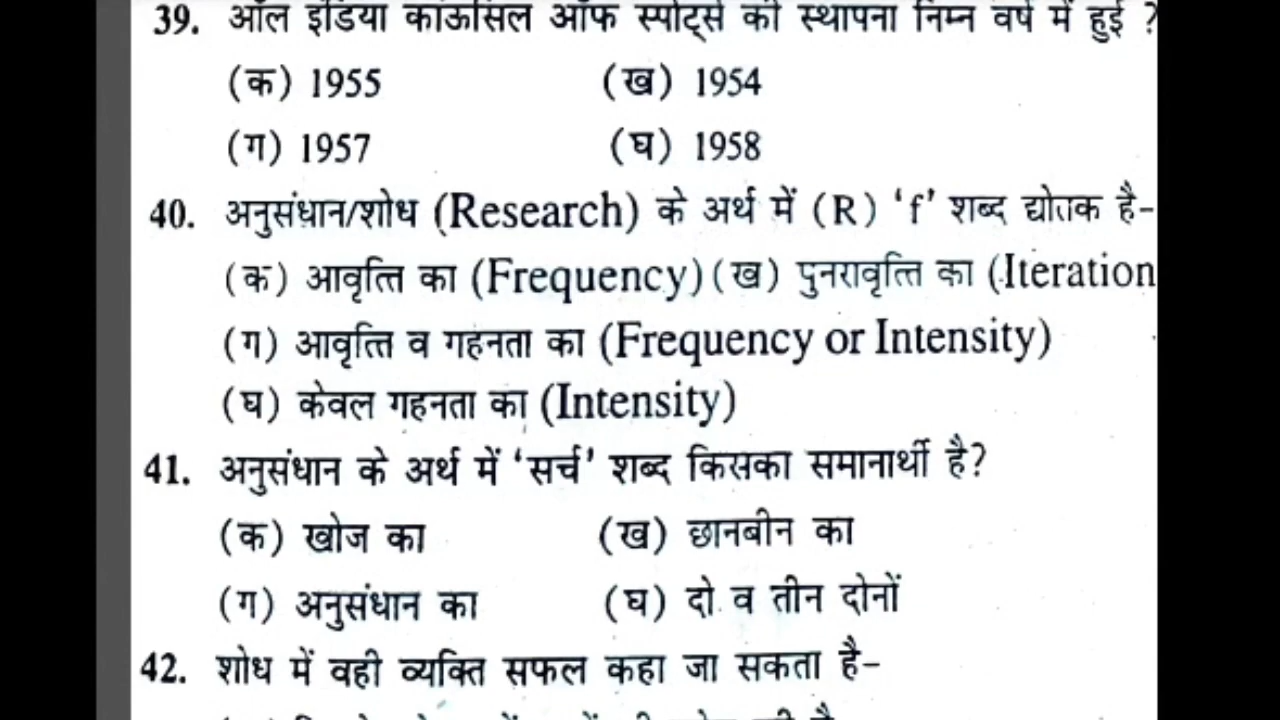 39. ऑल इंडिया काऊंसिल ऑफ स्पोर्ट्स की स्थापना निम्न वर्ष में हुई ?
(क) 1955 (ख) 1954
(ग) 1957 (घ) 1958
40. अनुसंधान/शोध (Research) के अर्थ में (R) ‘f’ शब्द द्योतक है–
(क) आवृत्ति का (Frequency) (ख) पुनरावृत्ति का (Iteration
(ग) आवृत्ति व गहनता का (Frequency or Intensity)
(घ) केवल गहनता का (Intensity)
41. अनुसंधान के अर्थ में ‘सर्च’ शब्द किसका समानार्थी है?
(क) खोज का (ख) छानबीन का
(ग) अनुसंधान का (घ) दो व तीन दोनों
42. शोध में वही व्यक्ति सफल कहा जा सकता है–